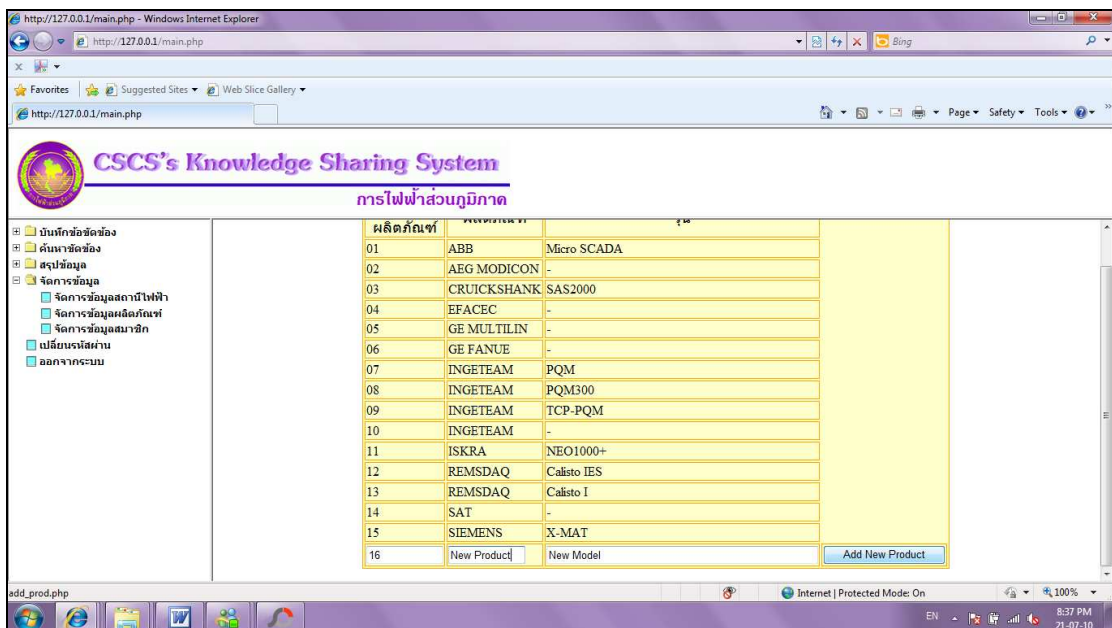 http://127.0.0.1/main.php - Windows Internet Explorer
http://127.0.0.1/main.php
Bing
Favorites Suggested Sites Web Slice Gallery
http://127.0.0.1/main.php
Page Safety Tools
CSCS's Knowledge Sharing System
การไฟฟ้าส่วนภูมิภาค
บันทึกข้อขัดข้อง
ค้นหาขัดข้อง
สรุปข้อมูล
จัดการข้อมูล
จัดการข้อมูลสถานีไฟฟ้า
จัดการข้อมูลผลิตภัณฑ์
จัดการข้อมูลสมาชิก
เปลี่ยนรหัสผ่าน
ออกจากระบบ
ผลิตภัณฑ์
01 ABB Micro SCADA
02 AEG MODICON -
03 CRUICKSHANK SAS2000
04 EFACEC -
05 GE MULTILIN -
06 GE FANUE -
07 INGETEAM PQM
08 INGETEAM PQM300
09 INGETEAM TCP-PQM
10 INGETEAM -
11 ISKRA NEO1000+
12 REMSDAQ Calisto IES
13 REMSDAQ Calisto I
14 SAT -
15 SIEMENS X-MAT
16 New Product New Model Add New Product
add_prod.php
Internet | Protected Mode: On
100%
EN
8:37 PM
21-07-10